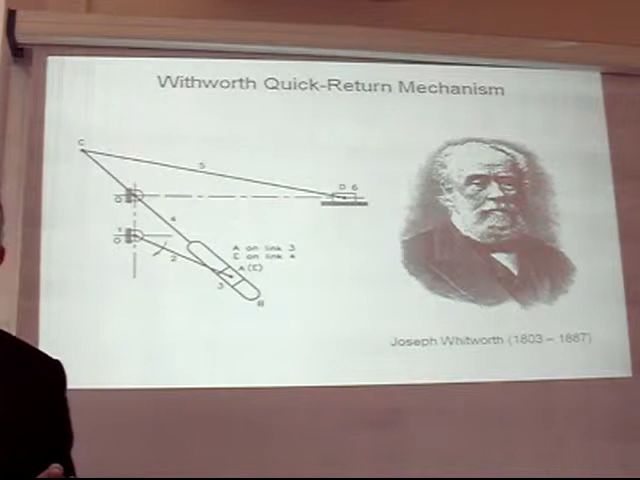 Withworth Quick-Return Mechanism
C
5
D 6
O
4
1
O
2
A on link 3
E on link 4
A (E)
3
B
Joseph Whitworth (1803 – 1887)